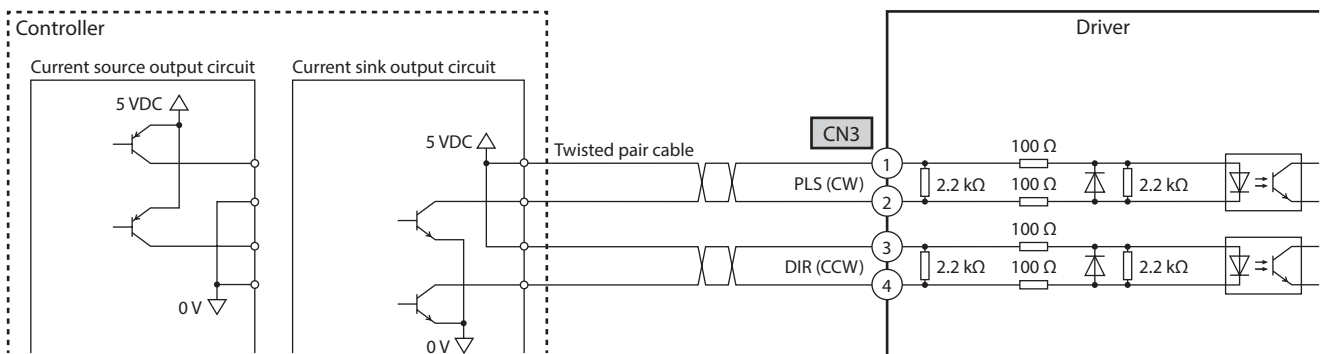 Controller
Driver
Current source output circuit
Current sink output circuit
5 VDC
0 V
5 VDC
0 V
Twisted pair cable
CN3
1
PLS (CW)
2
3
DIR (CCW)
4
2.2 kΩ
100 Ω
100 Ω
2.2 kΩ
2.2 kΩ
100 Ω
100 Ω
2.2 kΩ